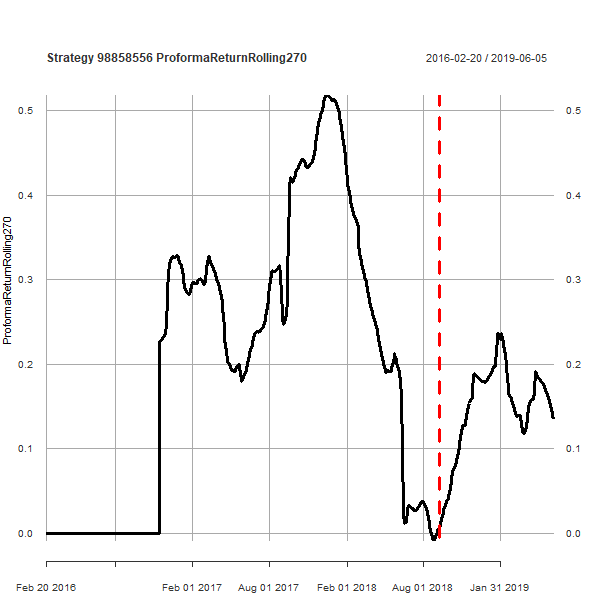 Strategy 98858556 ProformaReturnRolling270
2016-02-20 / 2019-06-05
ProformaReturnRolling270
0.5
0.4
0.3
0.2
0.1
0.0
0.5
0.4
0.3
0.2
0.1
0.0
Feb 20 2016
Feb 01 2017
Aug 01 2017
Feb 01 2018
Aug 01 2018
Jan 31 2019